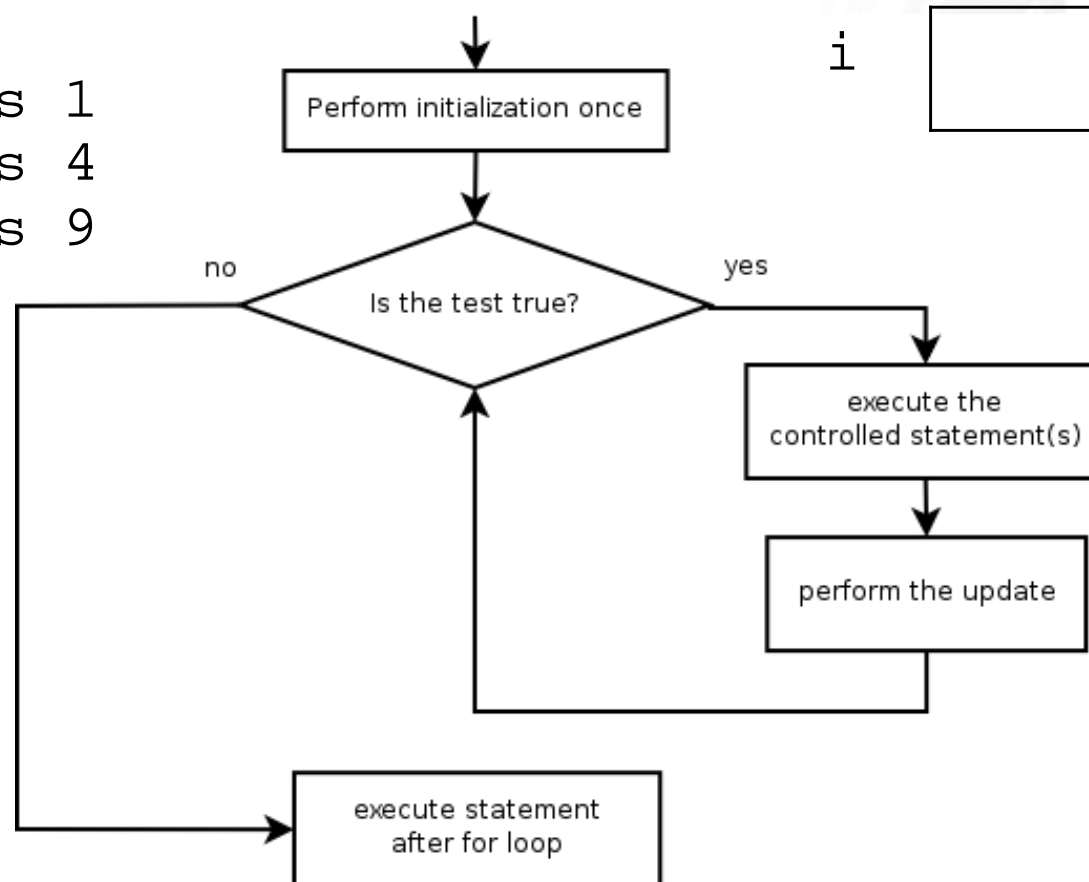 i
s 1
s 4
s 9
Perform initialization once
no
yes
Is the test true?
execute the
controlled statement(s)
perform the update
execute statement
after for loop